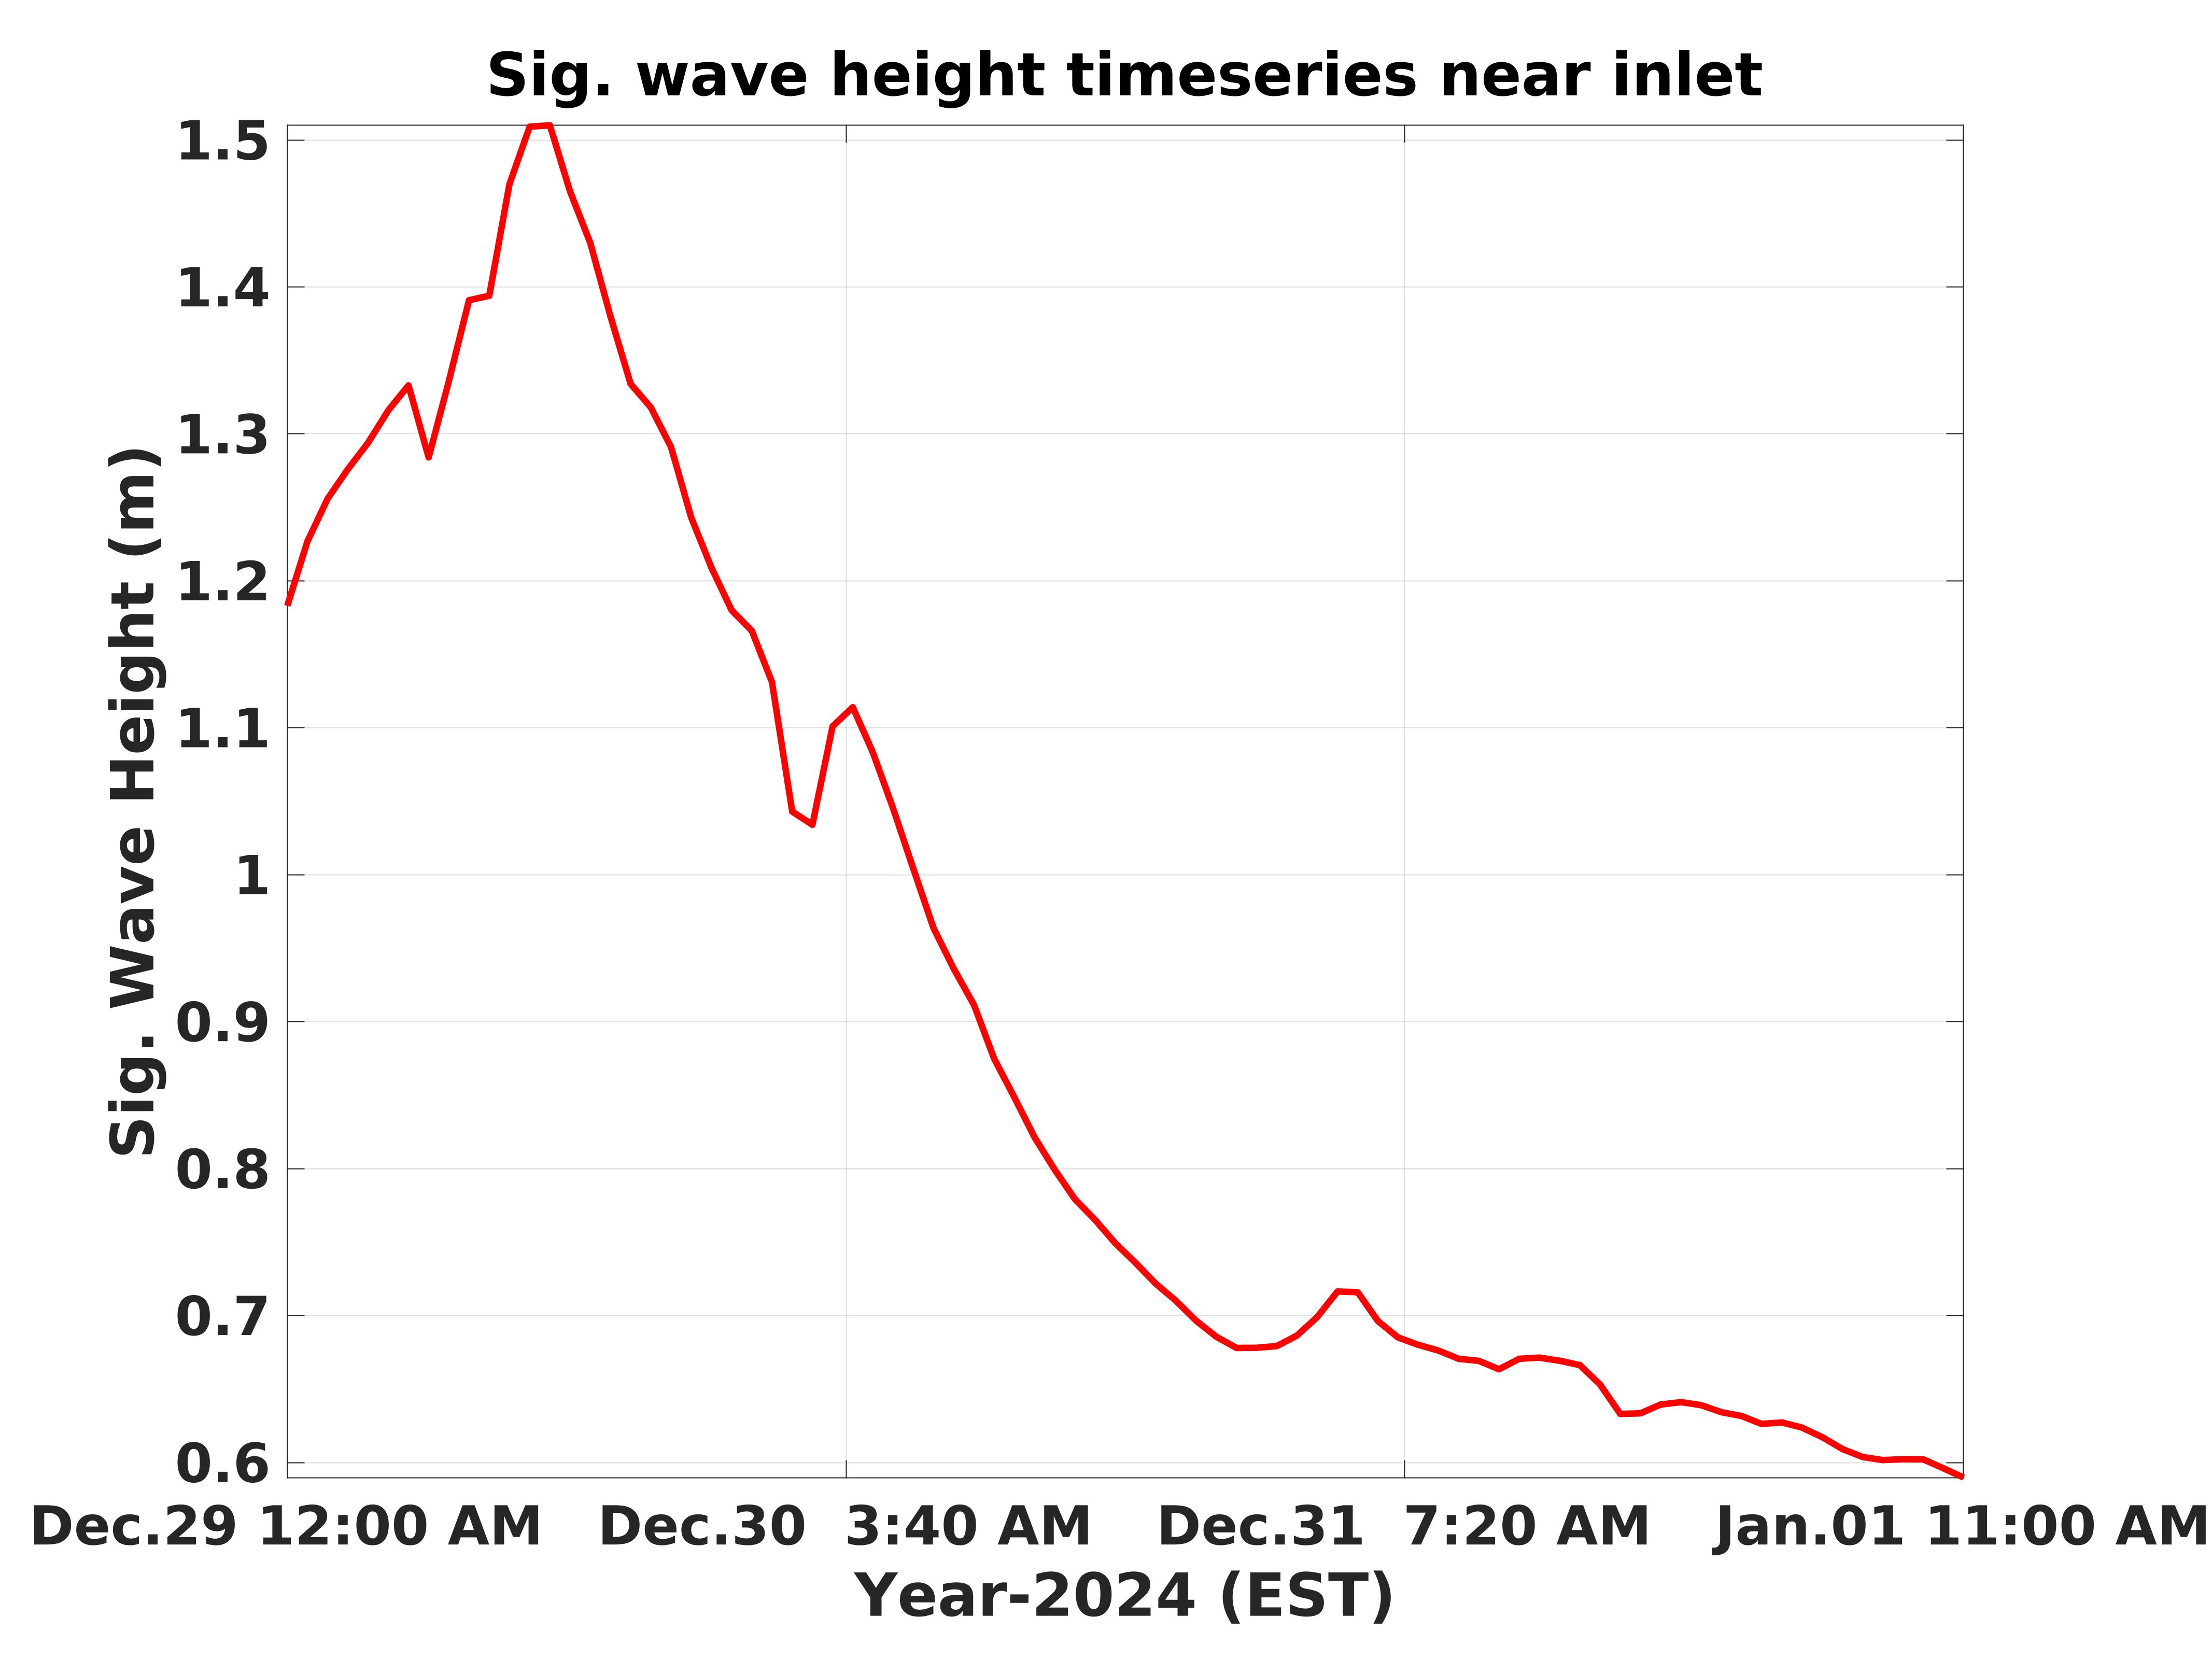 Sig. wave height timeseries near inlet
Sig. Wave Height (m)
1.5
1.4
1.3
1.2
1.1
1
0.9
0.8
0.7
0.6
Dec.29 12:00 AM Dec.30  3:40 AM Dec.31  7:20 AM Jan.01 11:00 AM
Year-2024 (EST)